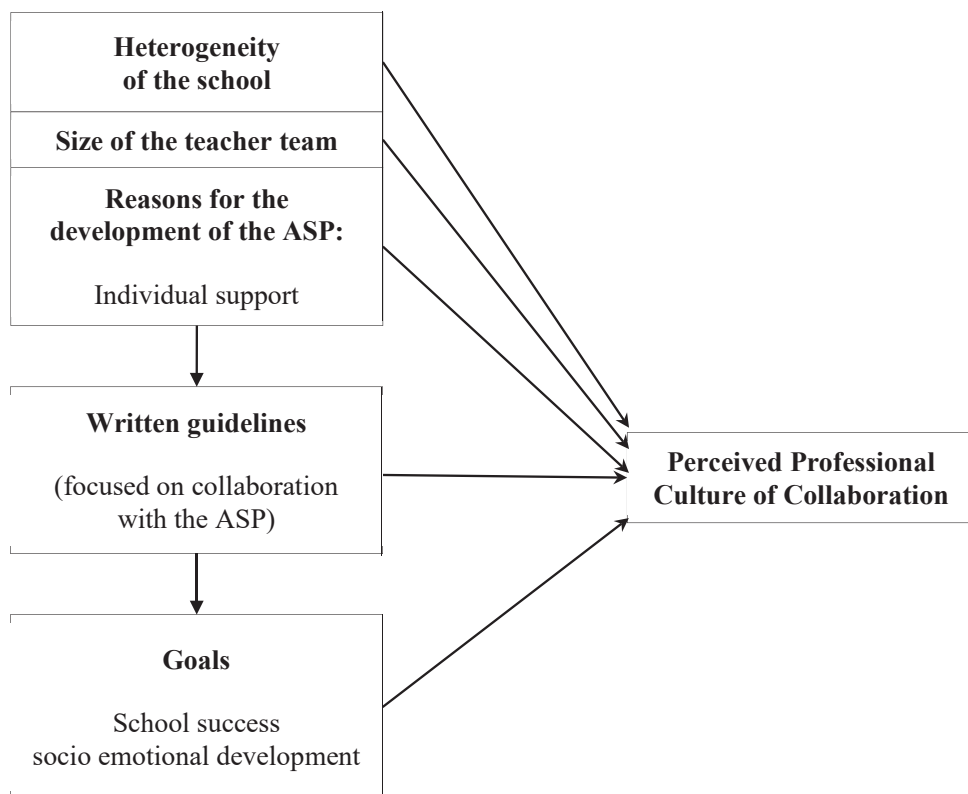 Heterogeneity
of the school
Size of the teacher team
Reasons for the
development of the ASP:
Individual support
Written guidelines
(focused on collaboration
with the ASP)
Goals
School success
socio emotional development
Perceived Professional
Culture of Collaboration